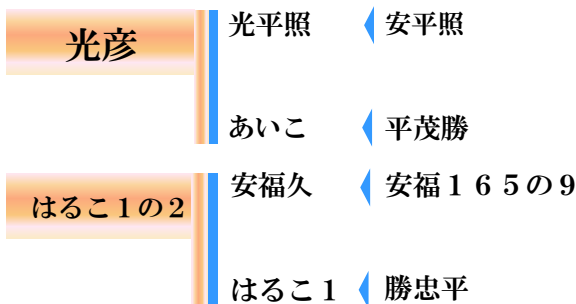 光彦
光平照
安平照
あいこ
平茂勝
はるこ１の２
安福久
安福１６５の９
はるこ１
勝忠平